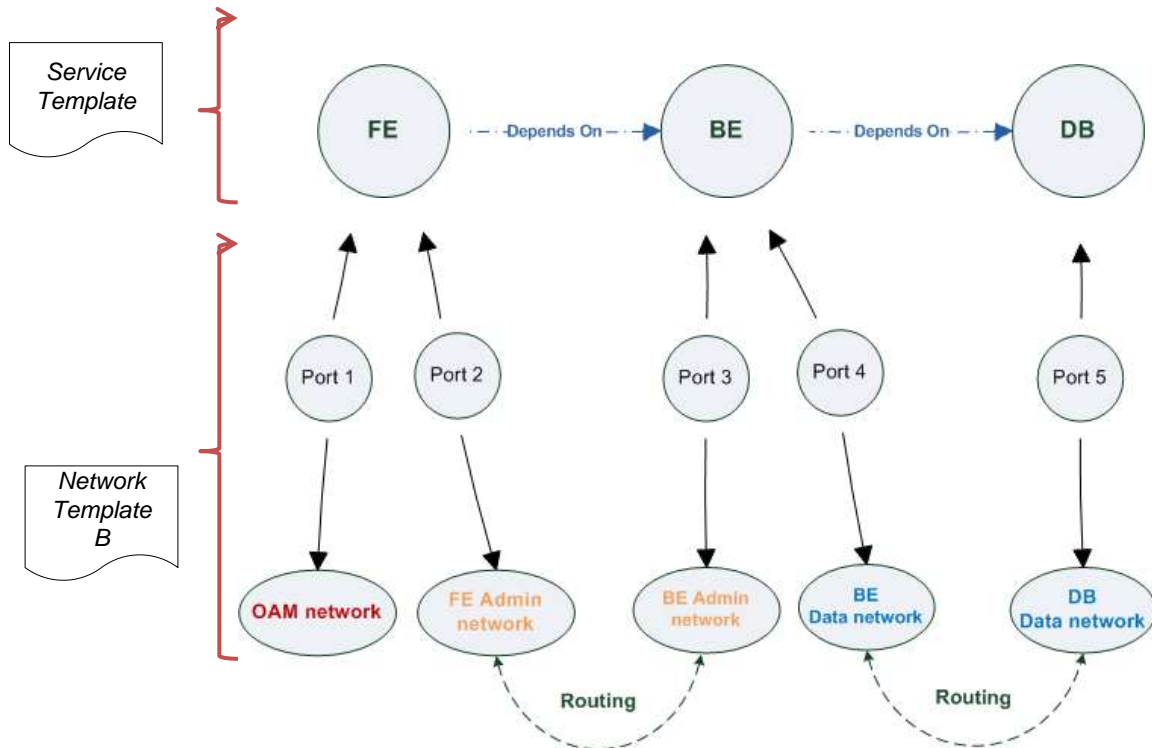 Service
Template
FE
Depends On
BE
Depends On
DB
Port 1
Port 2
Port 3
Port 4
Port 5
Network
Template
B
OAM network
FE Admin
network
BE Admin
network
BE
Data network
DB
Data network
Routing
Routing